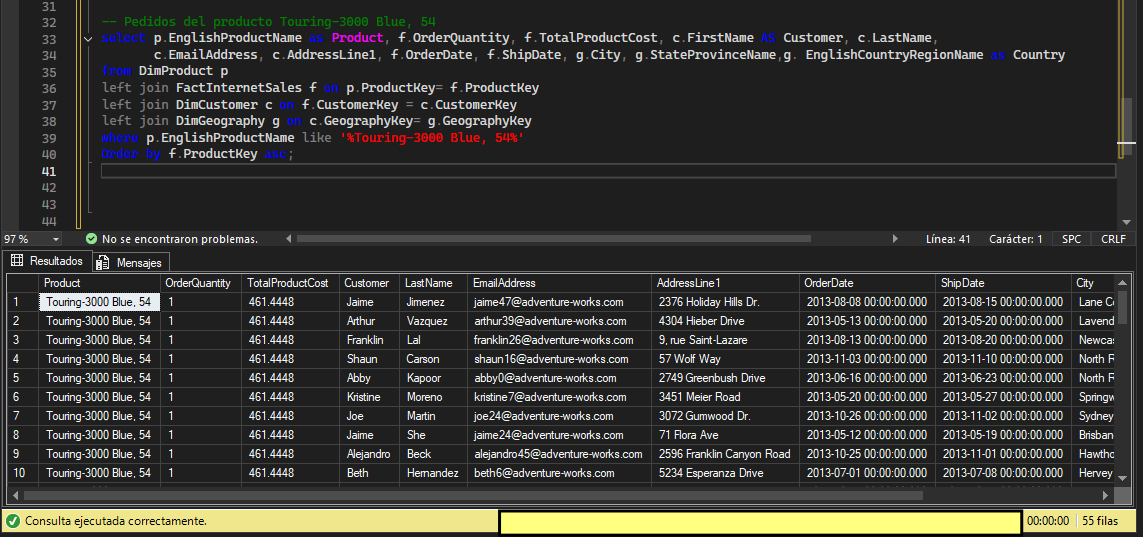 31
32 -- Pedidos del producto Touring-3000 Blue, 54
33 select p.EnglishProductName as Product, f.OrderQuantity, f.TotalProductCost, c.FirstName AS Customer, c.LastName,
34 c.EmailAddress, c.AddressLine1, f.OrderDate, f.ShipDate, g.City, g.StateProvinceName,g. EnglishCountryRegionName as Country
35 from DimProduct p
36 left join FactInternetSales f on p.ProductKey= f.ProductKey
37 left join DimCustomer c on f.CustomerKey = c.CustomerKey
38 left join DimGeography g on c.GeographyKey= g.GeographyKey
39 where p.EnglishProductName like '%Touring-3000 Blue, 54%'
40 Order by f.ProductKey asc;
41
42
43
44
97 % No se encontraron problemas. Línea: 41 Carácter: 1 SPC CRLF
Resultados Mensajes
Product OrderQuantity TotalProductCost Customer LastName EmailAddress AddressLine1 OrderDate ShipDate City
1 Touring-3000 Blue, 54 1 461.4448 Jaime Jimenez jaime47@adventure-works.com 2376 Holiday Hills Dr. 2013-08-08 00:00:00.000 2013-08-15 00:00:00.000 Lane C
2 Touring-3000 Blue, 54 1 461.4448 Arthur Vazquez arthur39@adventure-works.com 4304 Hieber Drive 2013-05-13 00:00:00.000 2013-05-20 00:00:00.000 Lavend
3 Touring-3000 Blue, 54 1 461.4448 Franklin Lal franklin26@adventure-works.com 9, rue Saint-Lazare 2013-08-13 00:00:00.000 2013-08-20 00:00:00.000 Newcas
4 Touring-3000 Blue, 54 1 461.4448 Shaun Carson shaun16@adventure-works.com 57 Wolf Way 2013-11-03 00:00:00.000 2013-11-10 00:00:00.000 North R
5 Touring-3000 Blue, 54 1 461.4448 Abby Kapoor abby0@adventure-works.com 2749 Greenbush Drive 2013-06-16 00:00:00.000 2013-06-23 00:00:00.000 North R
6 Touring-3000 Blue, 54 1 461.4448 Kristine Moreno kristine7@adventure-works.com 3451 Meier Road 2013-05-20 00:00:00.000 2013-05-27 00:00:00.000 Springw
7 Touring-3000 Blue, 54 1 461.4448 Joe Martin joe24@adventure-works.com 3072 Gumwood Dr. 2013-10-26 00:00:00.000 2013-11-02 00:00:00.000 Sydney
8 Touring-3000 Blue, 54 1 461.4448 Jaime She jaime24@adventure-works.com 71 Flora Ave 2013-05-12 00:00:00.000 2013-05-19 00:00:00.000 Brisban
9 Touring-3000 Blue, 54 1 461.4448 Alejandro Beck alejandro45@adventure-works.com 2596 Franklin Canyon Road 2013-10-25 00:00:00.000 2013-11-01 00:00:00.000 Hawtho
10 Touring-3000 Blue, 54 1 461.4448 Beth Hernandez beth6@adventure-works.com 5234 Esperanza Drive 2013-07-01 00:00:00.000 2013-07-08 00:00:00.000 Hervey
Consulta ejecutada correctamente. 00:00:00 55 filas